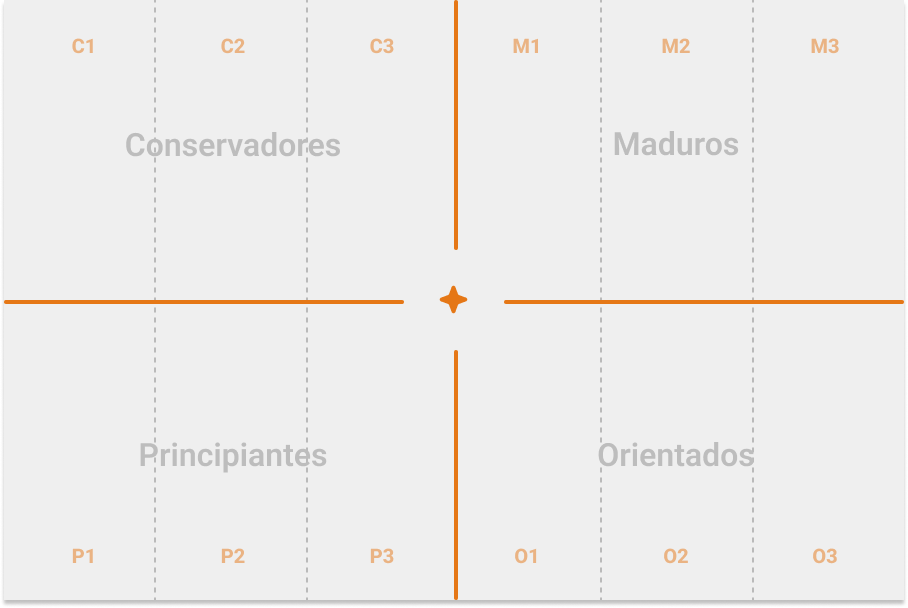 C1 C2 C3 M1 M2 M3
Conservadores Maduros
Principiantes Orientados
P1 P2 P3 O1 O2 O3